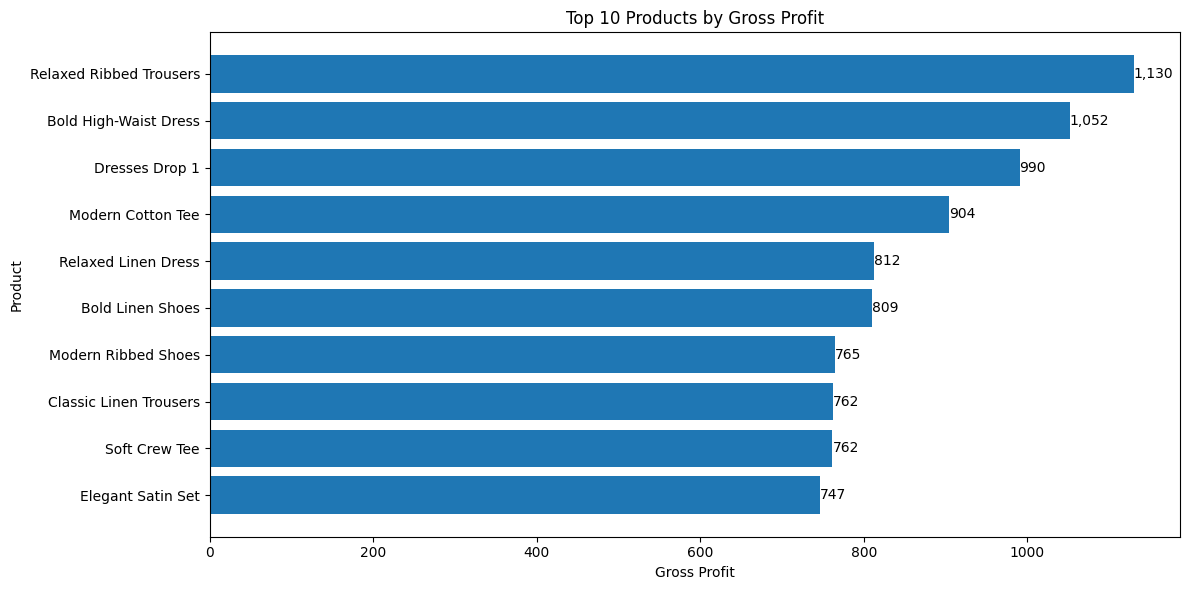 Top 10 Products by Gross Profit
Product
Relaxed Ribbed Trousers 1,130
Bold High-Waist Dress 1,052
Dresses Drop 1 990
Modern Cotton Tee 904
Relaxed Linen Dress 812
Bold Linen Shoes 809
Modern Ribbed Shoes 765
Classic Linen Trousers 762
Soft Crew Tee 762
Elegant Satin Set 747
0 200 400 600 800 1000
Gross Profit